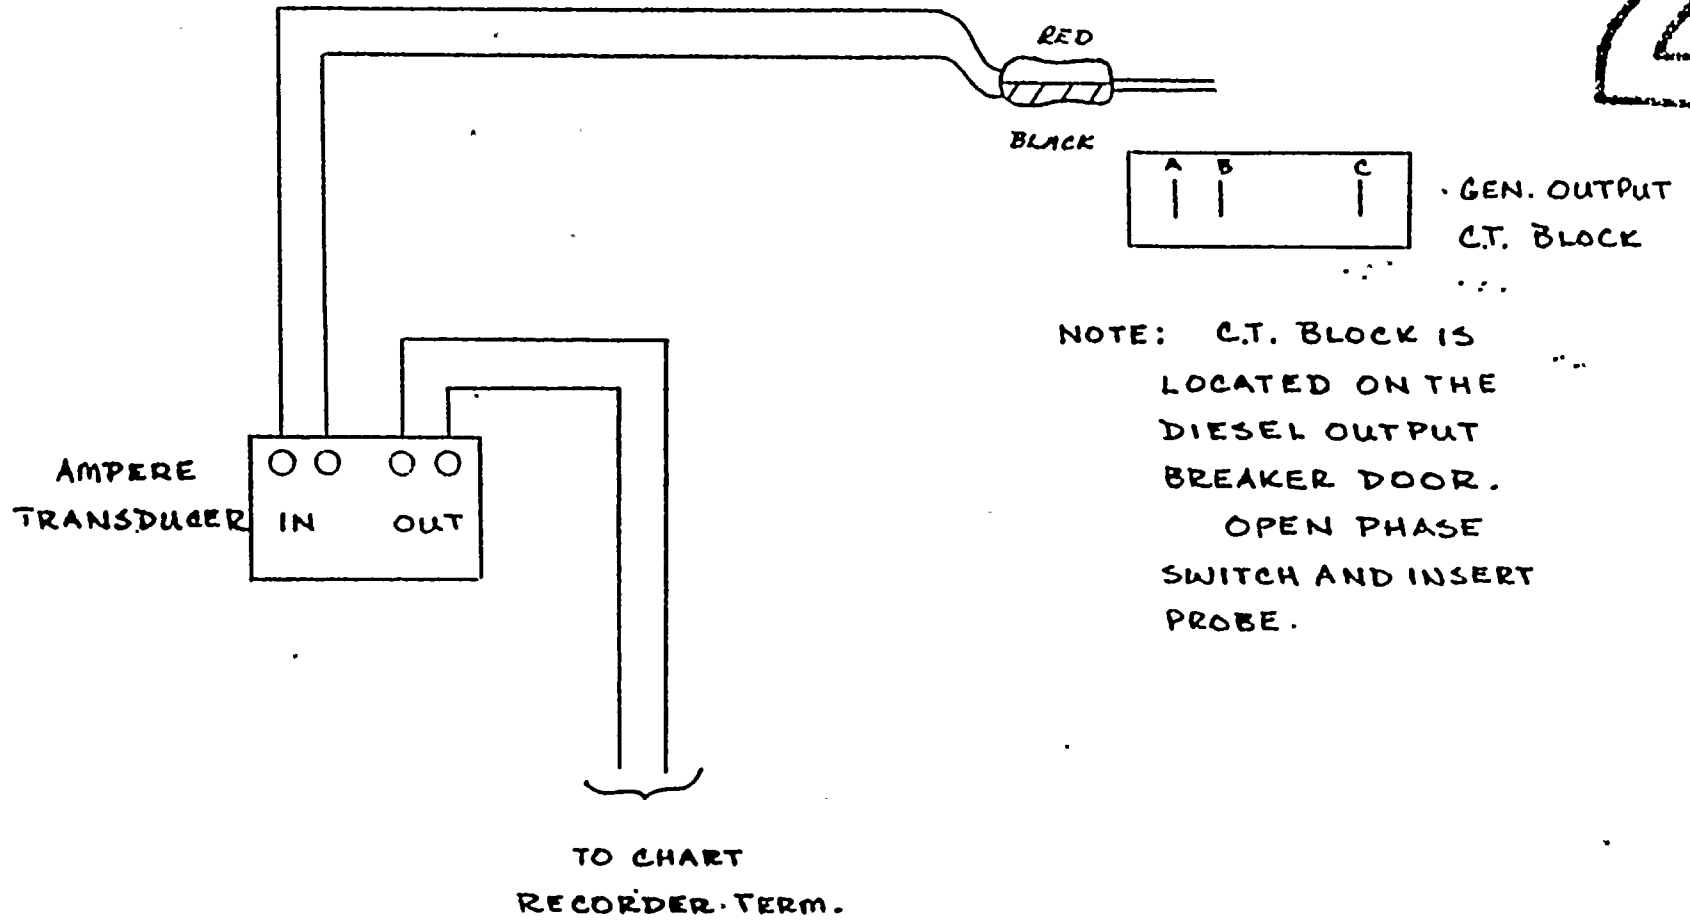 RED
BLACK
A B C
GEN. OUTPUT
C.T. BLOCK
NOTE: C.T. BLOCK IS
LOCATED ON THE
DIESEL OUTPUT
BREAKER DOOR.
OPEN PHASE
SWITCH AND INSERT
PROBE.
AMPERE
TRANSDUCER
IN OUT
TO CHART
RECORDER TERM.